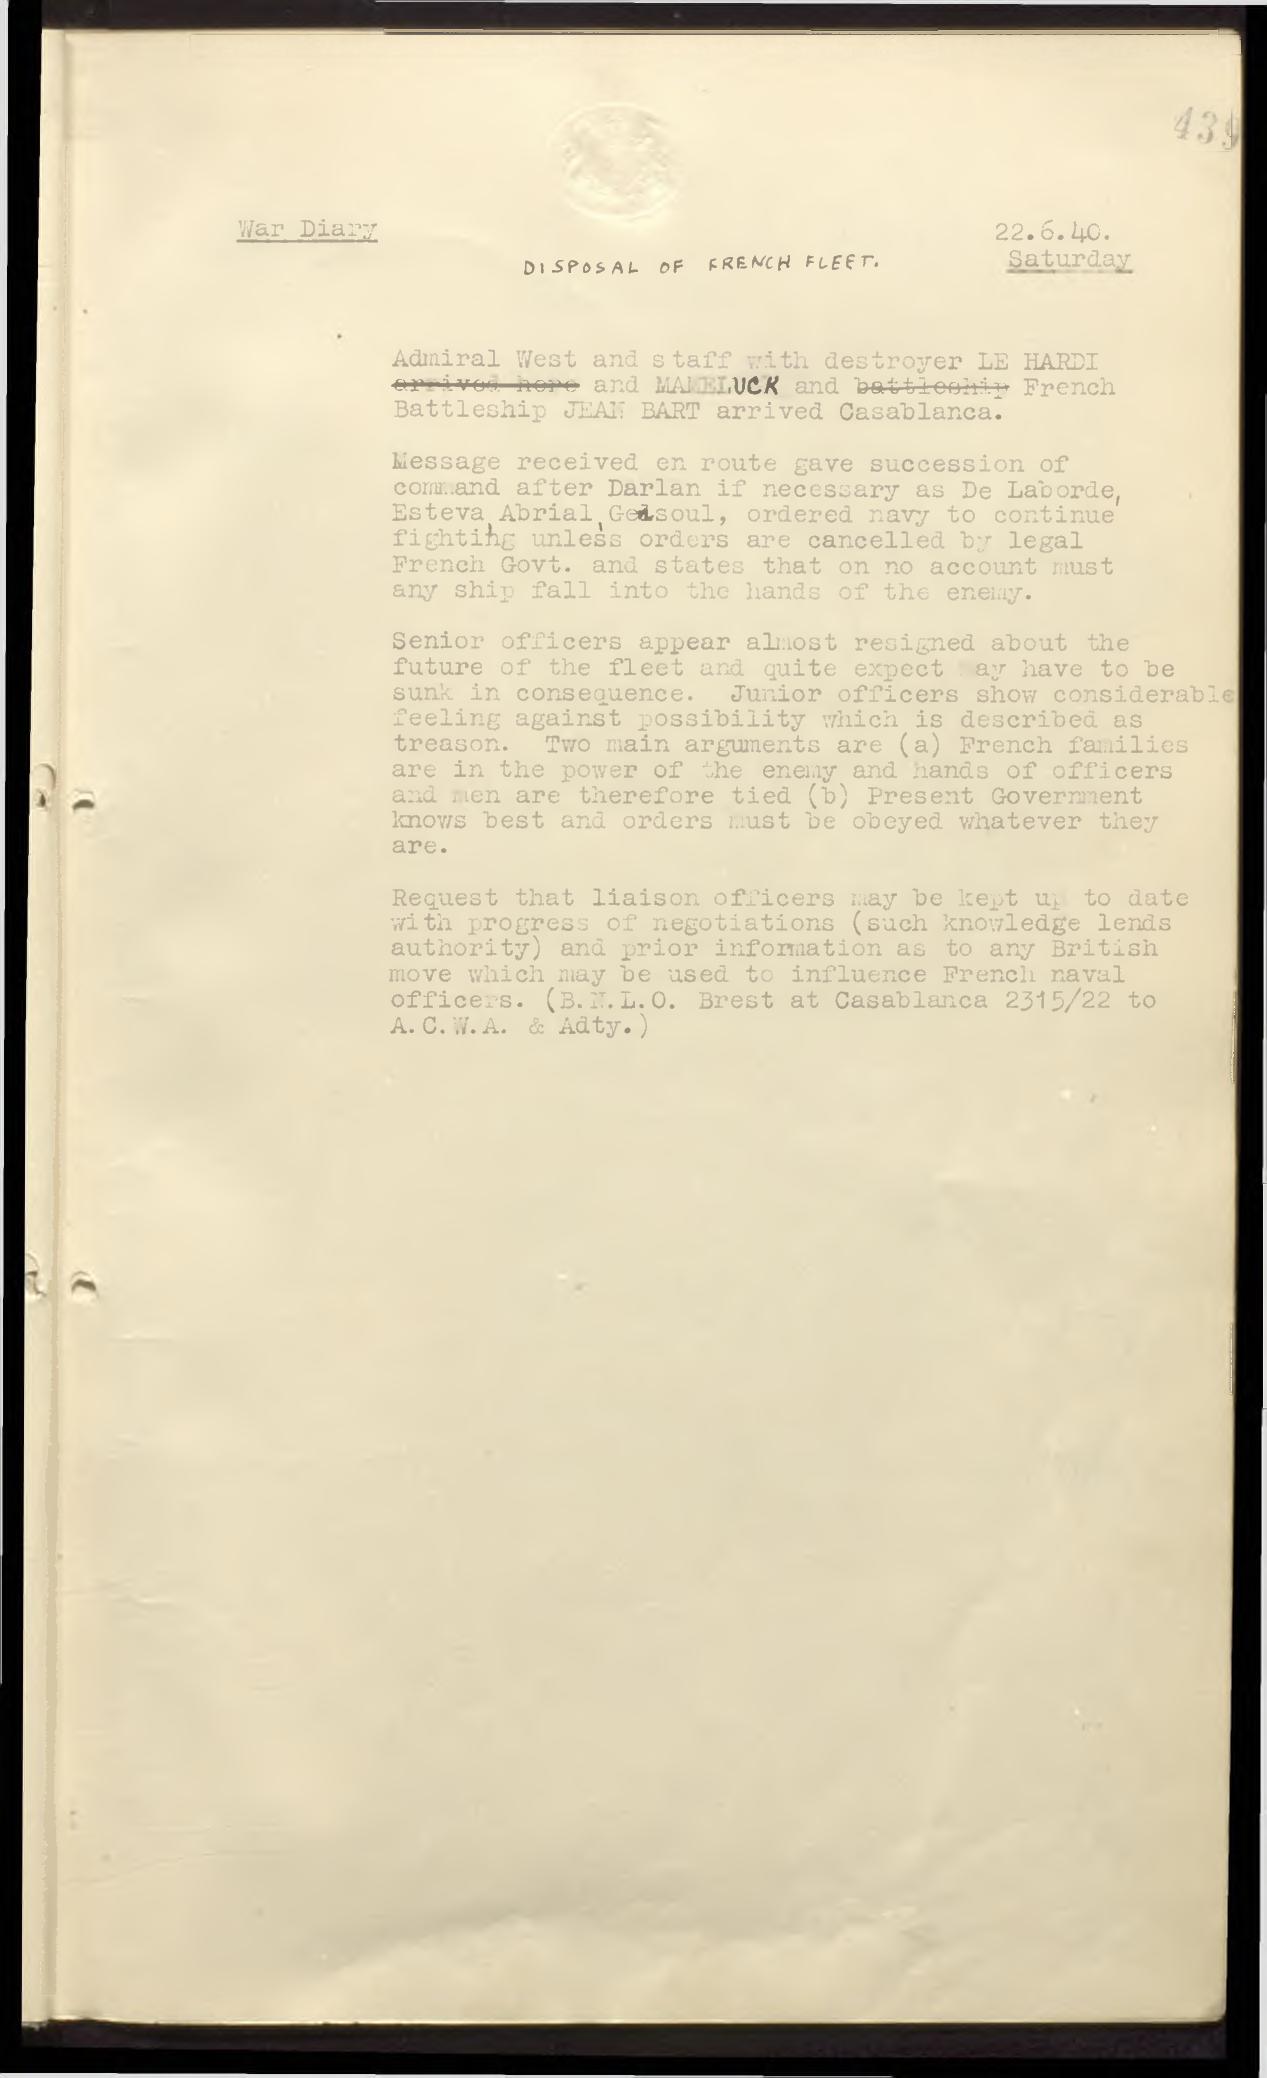 439
War Diary
22.6.40.
DISPOSAL OF FRENCH FLEET.
Saturday
Admiral West and staff with destroyer LE HARDI
arrived here and MAMELUCK and battleship French
Battleship JEAN BART arrived Casablanca.
Message received en route gave succession of
command after Darlan if necessary as De Laborde,
Esteva, Abrial, Gensoul, ordered navy to continue
fighting unless orders are cancelled by legal
French Govt. and states that on no account must
any ship fall into the hands of the enemy.
Senior officers appear almost resigned about the
future of the fleet and quite expect may have to be
sunk in consequence. Junior officers show considerable
feeling against possibility which is described as
treason. Two main arguments are (a) French families
are in the power of the enemy and hands of officers
and men are therefore tied (b) Present Government
knows best and orders must be obeyed whatever they
are.
Request that liaison officers may be kept up to date
with progress of negotiations (such knowledge lends
authority) and prior information as to any British
move which may be used to influence French naval
officers. (B.N.L.O. Brest at Casablanca 2315/22 to
A.C.W.A. & Adty.)